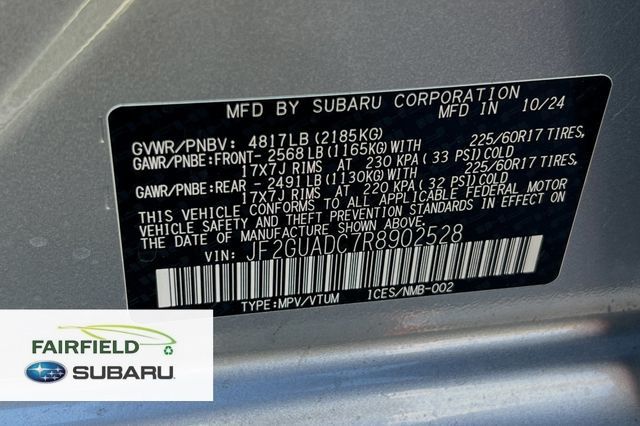 MFD BY SUBARU CORPORATION
MFD IN 10/24
GVWR/PNBV: 4817LB (2185KG)
GAWR/PNBE:FRONT- 2568LB (1165KG)WITH 225/60R17 TIRES,
17X7J RIMS AT 230 KPA (33 PSI)COLD
GAWR/PNBE:REAR - 2491LB (1130KG)WITH 225/60R17 TIRES,
17X7J RIMS AT 220 KPA (32 PSI)COLD
THIS VEHICLE CONFORMS TO ALL APPLICABLE FEDERAL MOTOR
VEHICLE SAFETY AND THEFT PREVENTION STANDARDS IN EFFECT
ON THE DATE OF MANUFACTURE SHOWN ABOVE.
VIN: JF2GUADC7R8902528
TYPE:MPV/VTUM ICES/NMB-002
FAIRFIELD
SUBARU